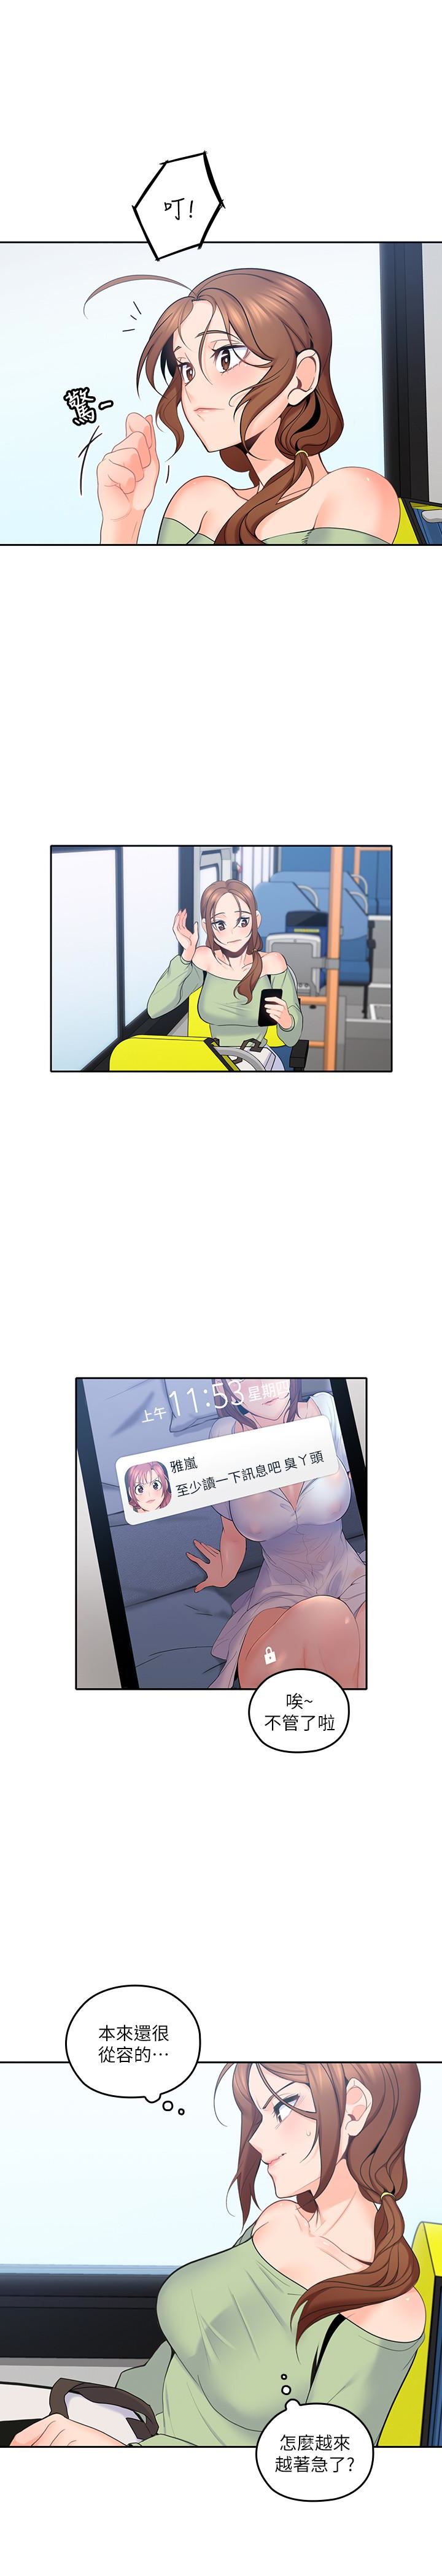 叮!
驚~
上午 11:53 星期四
雅嵐
至少讀一下訊息吧 臭丫頭
唉~
不管了啦
本來還很
從容的⋯
怎麼越來
越著急了?